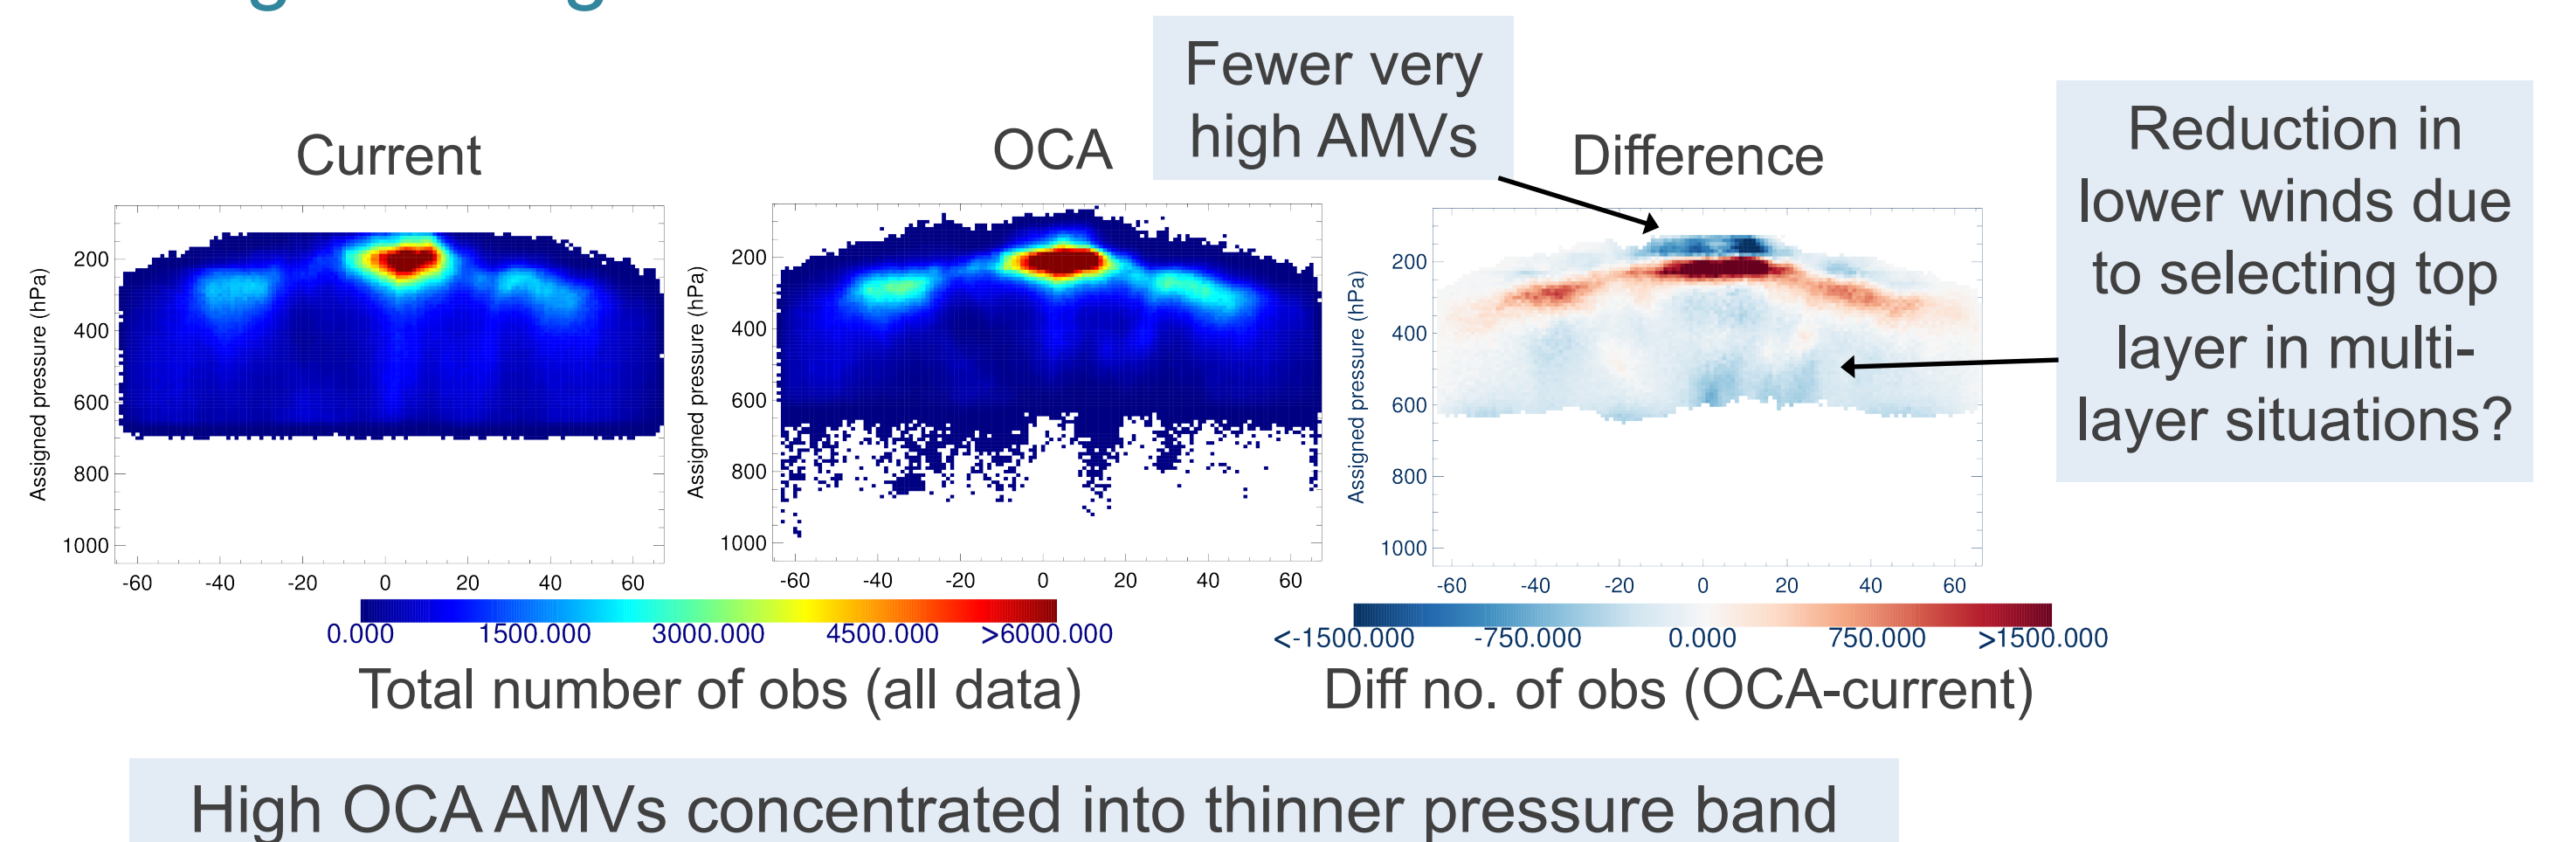 Fewer very
high AMVs
Current
OCA
Difference
Reduction in
lower winds due
to selecting top
layer in multi-
layer situations?
Assigned pressure (hPa)
200
400
600
800
1000
-60 -40 -20 0 20 40 60
Assigned pressure (hPa)
200
400
600
800
1000
-60 -40 -20 0 20 40 60
Assigned pressure (hPa)
200
400
600
800
1000
-60 -40 -20 0 20 40 60
0.000 1500.000 3000.000 4500.000 >6000.000
Total number of obs (all data)
<-1500.000 -750.000 0.000 750.000 >1500.000
Diff no. of obs (OCA-current)
High OCA AMVs concentrated into thinner pressure band